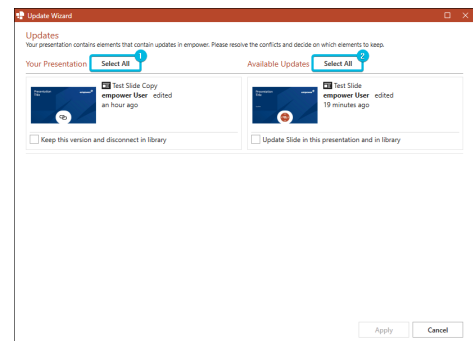 Update Wizard
Updates
Your presentation contains elements that contain updates in empower. Please resolve the conflicts and decide on which elements to keep.
Your Presentation Select All 1
Available Updates Select All 2
Test Slide Copy
empower User edited
an hour ago
Keep this version and disconnect in library
Test Slide
empower User edited
19 minutes ago
Update Slide in this presentation and in library
Apply Cancel